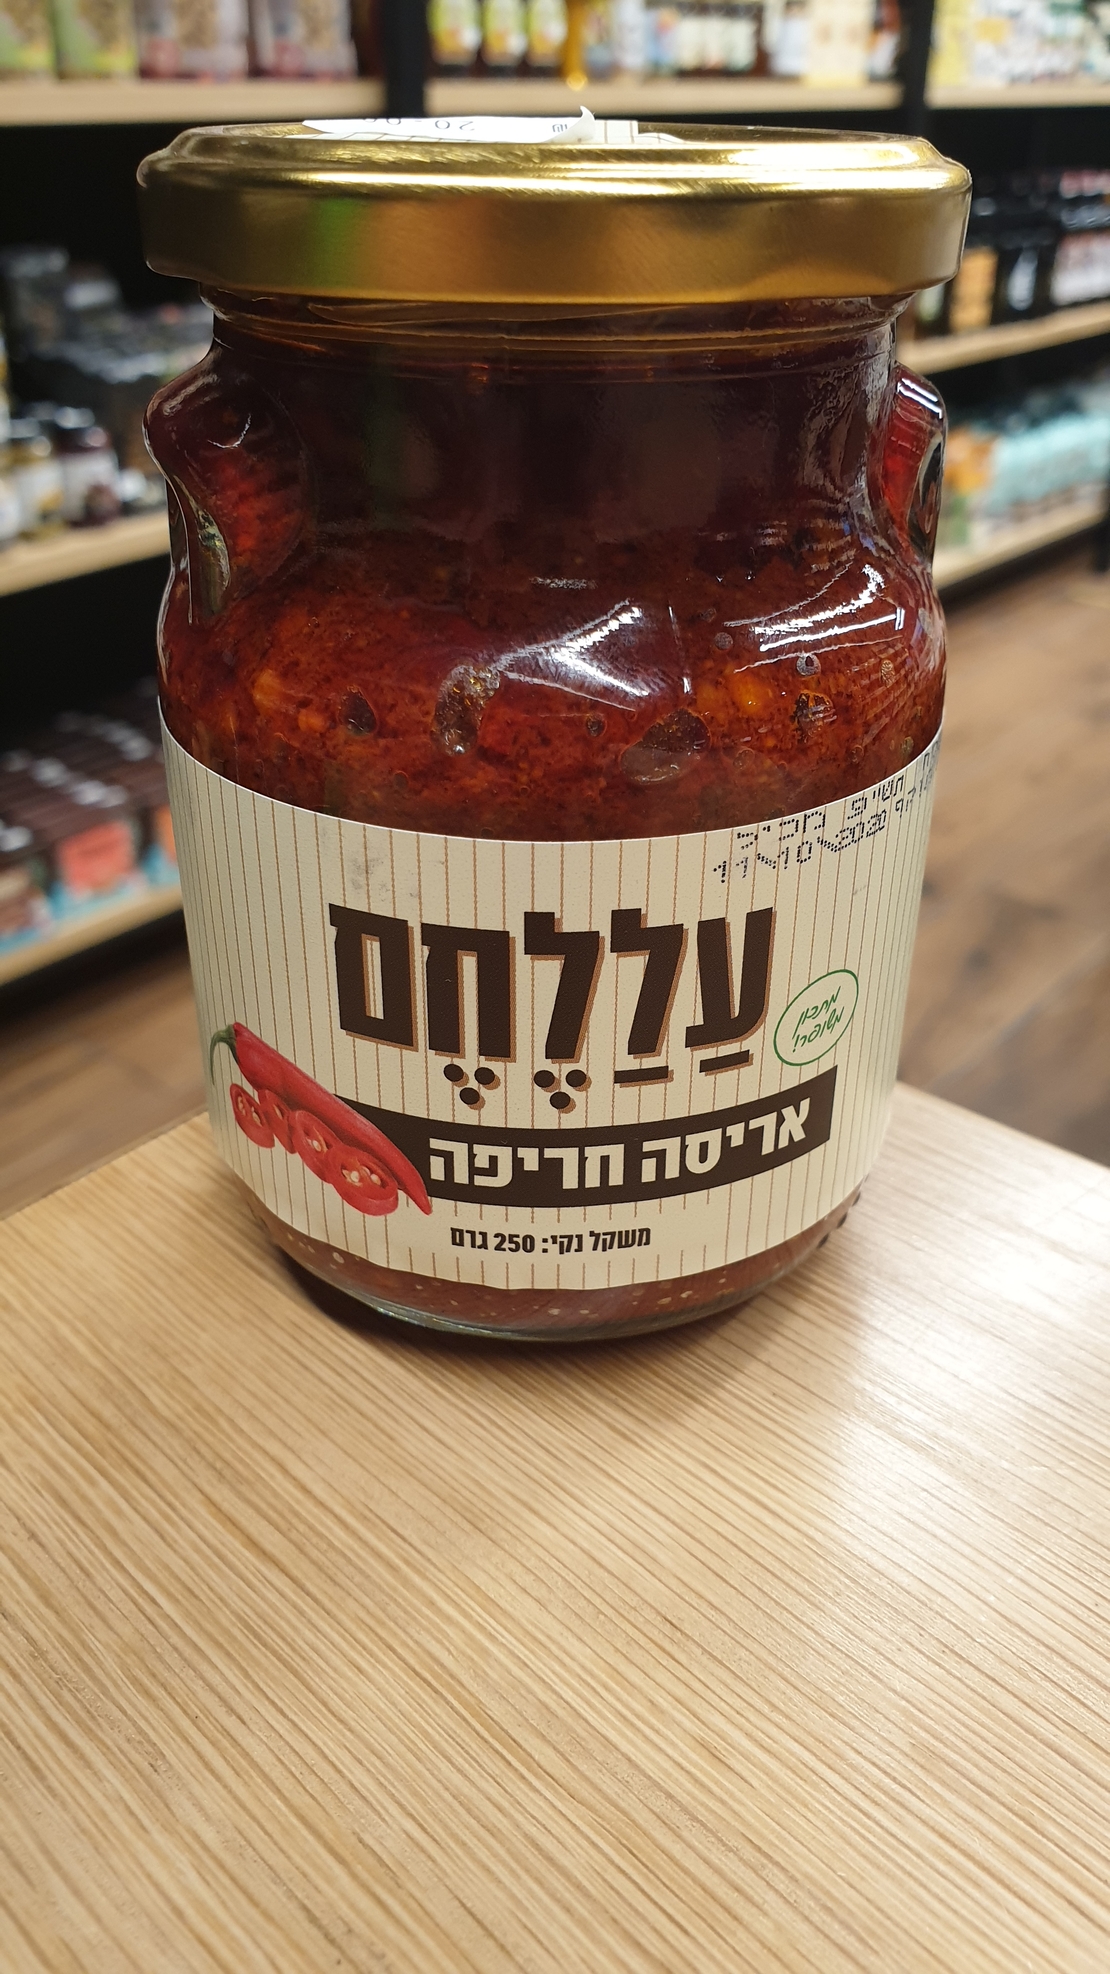 עַלַלֶחֶם
מתכון
משופר!
אריסה חריפה
משקל נקי: 250 גרם